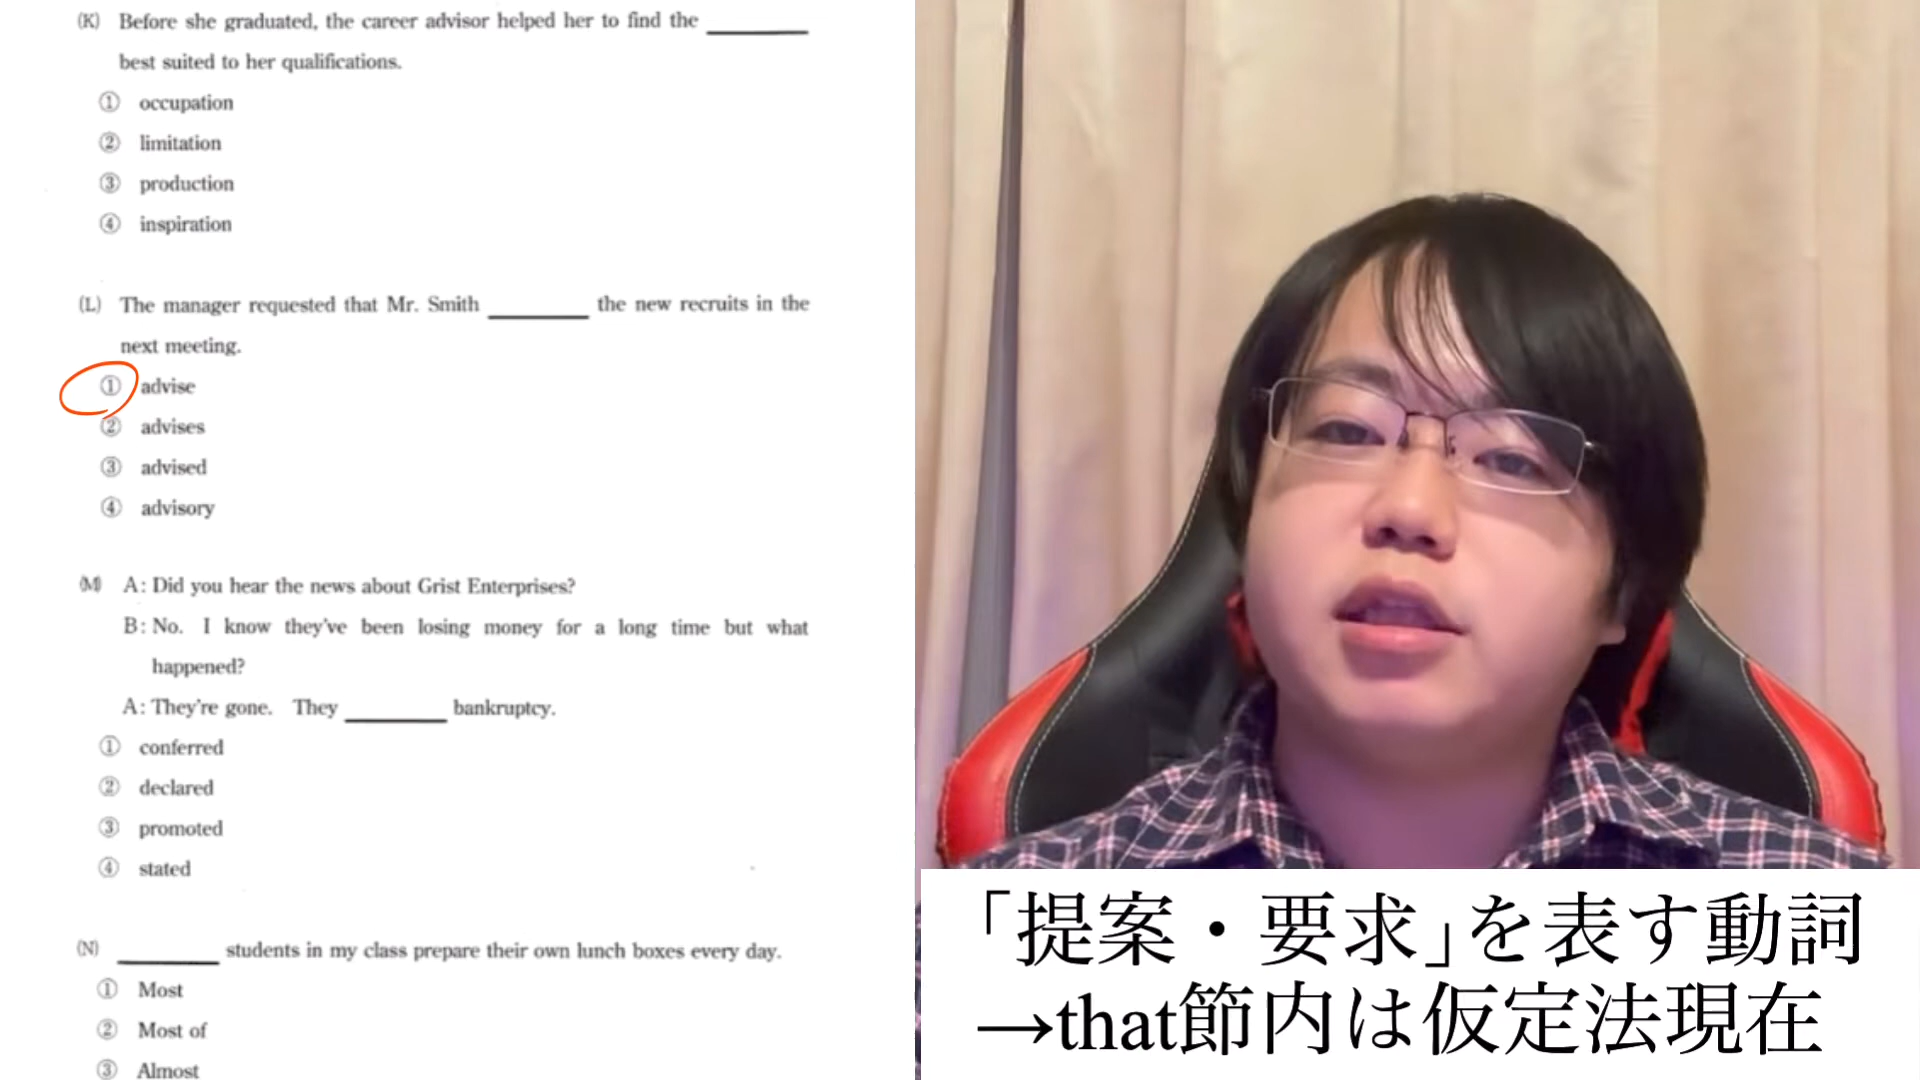 (K) Before she graduated, the career advisor helped her to find the
best suited to her qualifications.
① occupation
② limitation
③ production
④ inspiration
(L) The manager requested that Mr. Smith the new recruits in the
next meeting.
① advise
② advises
③ advised
④ advisory
(M) A: Did you hear the news about Grist Enterprises?
B: No. I know they've been losing money for a long time but what
happened?
A: They're gone. They bankruptcy.
① conferred
② declared
③ promoted
④ stated
(N) students in my class prepare their own lunch boxes every day.
① Most
② Most of
③ Almost
「提案・要求」を表す動詞
→that節内は仮定法現在